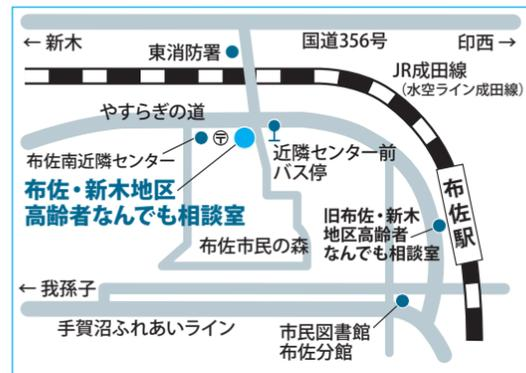 ← 新木
国道356号
印西 →
東消防署
JR成田線
（水空ライン成田線）
やすらぎの道
〒
布佐南近隣センター
近隣センター前
バス停
布佐・新木地区
高齢者なんでも相談室
布佐駅
旧布佐・新木
地区高齢者
なんでも相談室
布佐市民の森
← 我孫子
手賀沼ふれあいライン
市民図書館
布佐分館